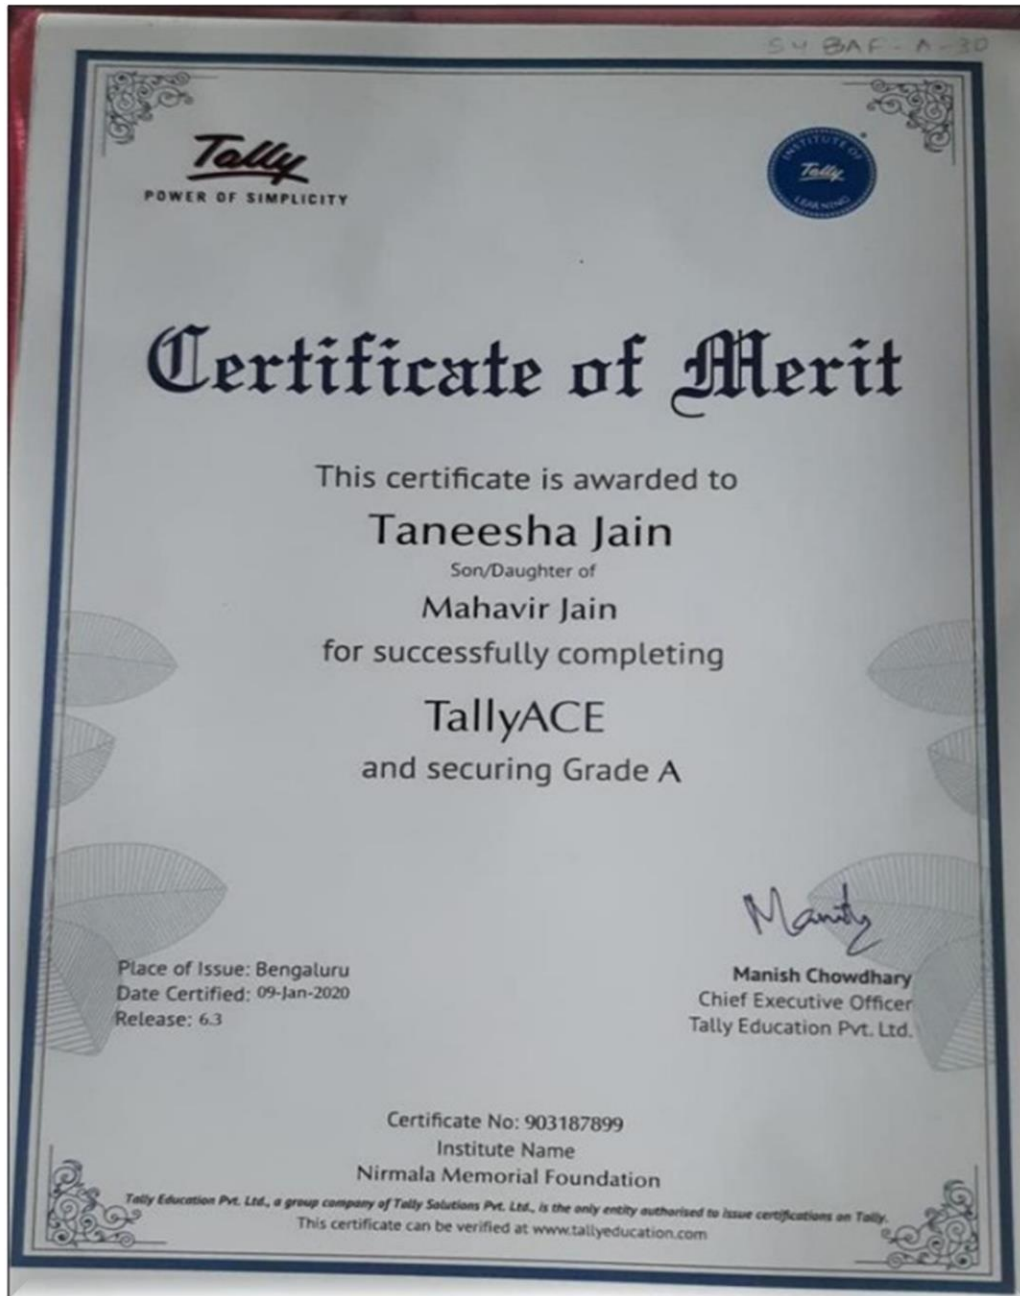 SY BAF - A - 30
Tally
POWER OF SIMPLICITY
INSTITUTE OF
Tally
LEARNING
Certificate of Merit
This certificate is awarded to
Taneesha Jain
Son/Daughter of
Mahavir Jain
for successfully completing
TallyACE
and securing Grade A
Manish
Place of Issue: Bengaluru
Date Certified: 09-Jan-2020
Release: 6.3
Manish Chowdhary
Chief Executive Officer
Tally Education Pvt. Ltd.
Certificate No: 903187899
Institute Name
Nirmala Memorial Foundation
Tally Education Pvt. Ltd., a group company of Tally Solutions Pvt. Ltd., is the only entity authorised to issue certifications on Tally.
This certificate can be verified at www.tallyeducation.com